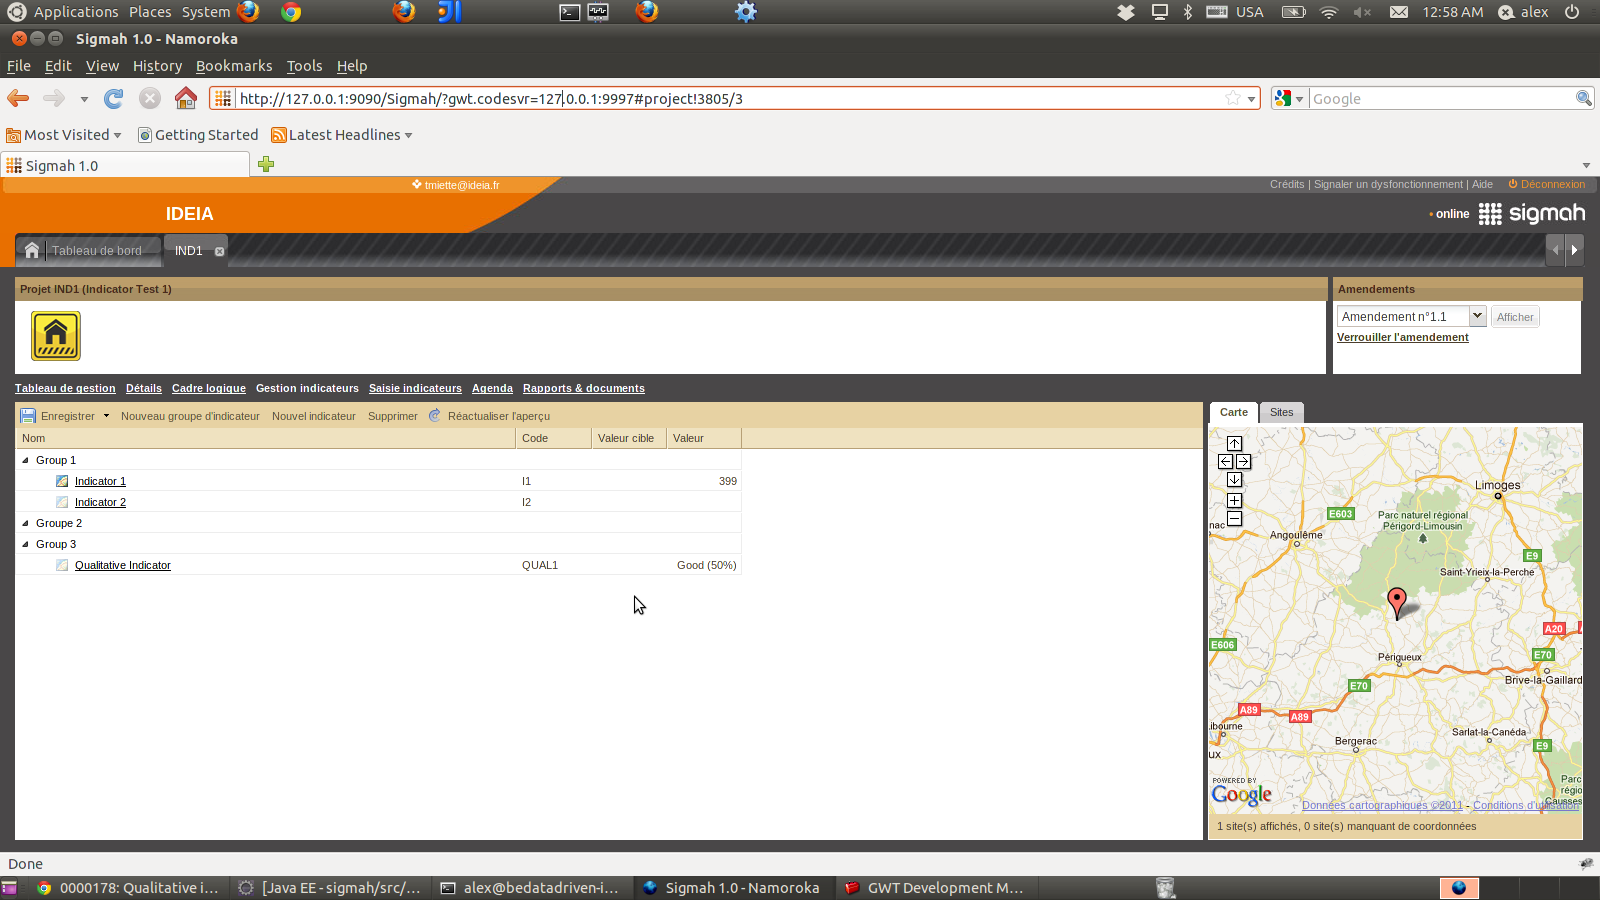 Applications Places System USA 12:58 AM alex
Sigmah 1.0 - Namoroka
File Edit View History Bookmarks Tools Help
http://127.0.0.1:9090/Sigmah/?gwt.codesvr=127.0.0.1:9997#project!3805/3 Google
Most Visited Getting Started Latest Headlines
Sigmah 1.0
tmiette@ideia.fr Crédits | Signaler un dysfonctionnement | Aide Déconnexion
IDEIA • online sigmah
Tableau de bord IND1
Projet IND1 (Indicator Test 1) Amendements
Amendement n°1.1 Afficher
Verrouiller l'amendement
Tableau de gestion Détails Cadre logique Gestion indicateurs Saisie indicateurs Agenda Rapports & documents
Enregistrer Nouveau groupe d'indicateur Nouvel indicateur Supprimer Réactualiser l'aperçu
Nom Code Valeur cible Valeur
Group 1
Indicator 1 I1 399
Indicator 2 I2
Groupe 2
Group 3
Qualitative Indicator QUAL1 Good (50%)
Carte Sites
Limoges
E603
Parc naturel régional
Périgord-Limousin
nac
Angoulême
E9
Saint-Yrieix-la-Perche
A20
E606
E70
Périgueux
E70
Brive-la-Gaillard
A89
A89
Libourne
Sarlat-la-Canéda
Bergerac
E9
ux
Parc
régio
Causses
POWERED BY
Google
Données cartographiques ©2011 - Conditions d'utilisation
1 site(s) affichés, 0 site(s) manquant de coordonnées
Done
0000178: Qualitative i... [Java EE - sigmah/src/... alex@bedatadriven-i... Sigmah 1.0 - Namoroka GWT Development M...